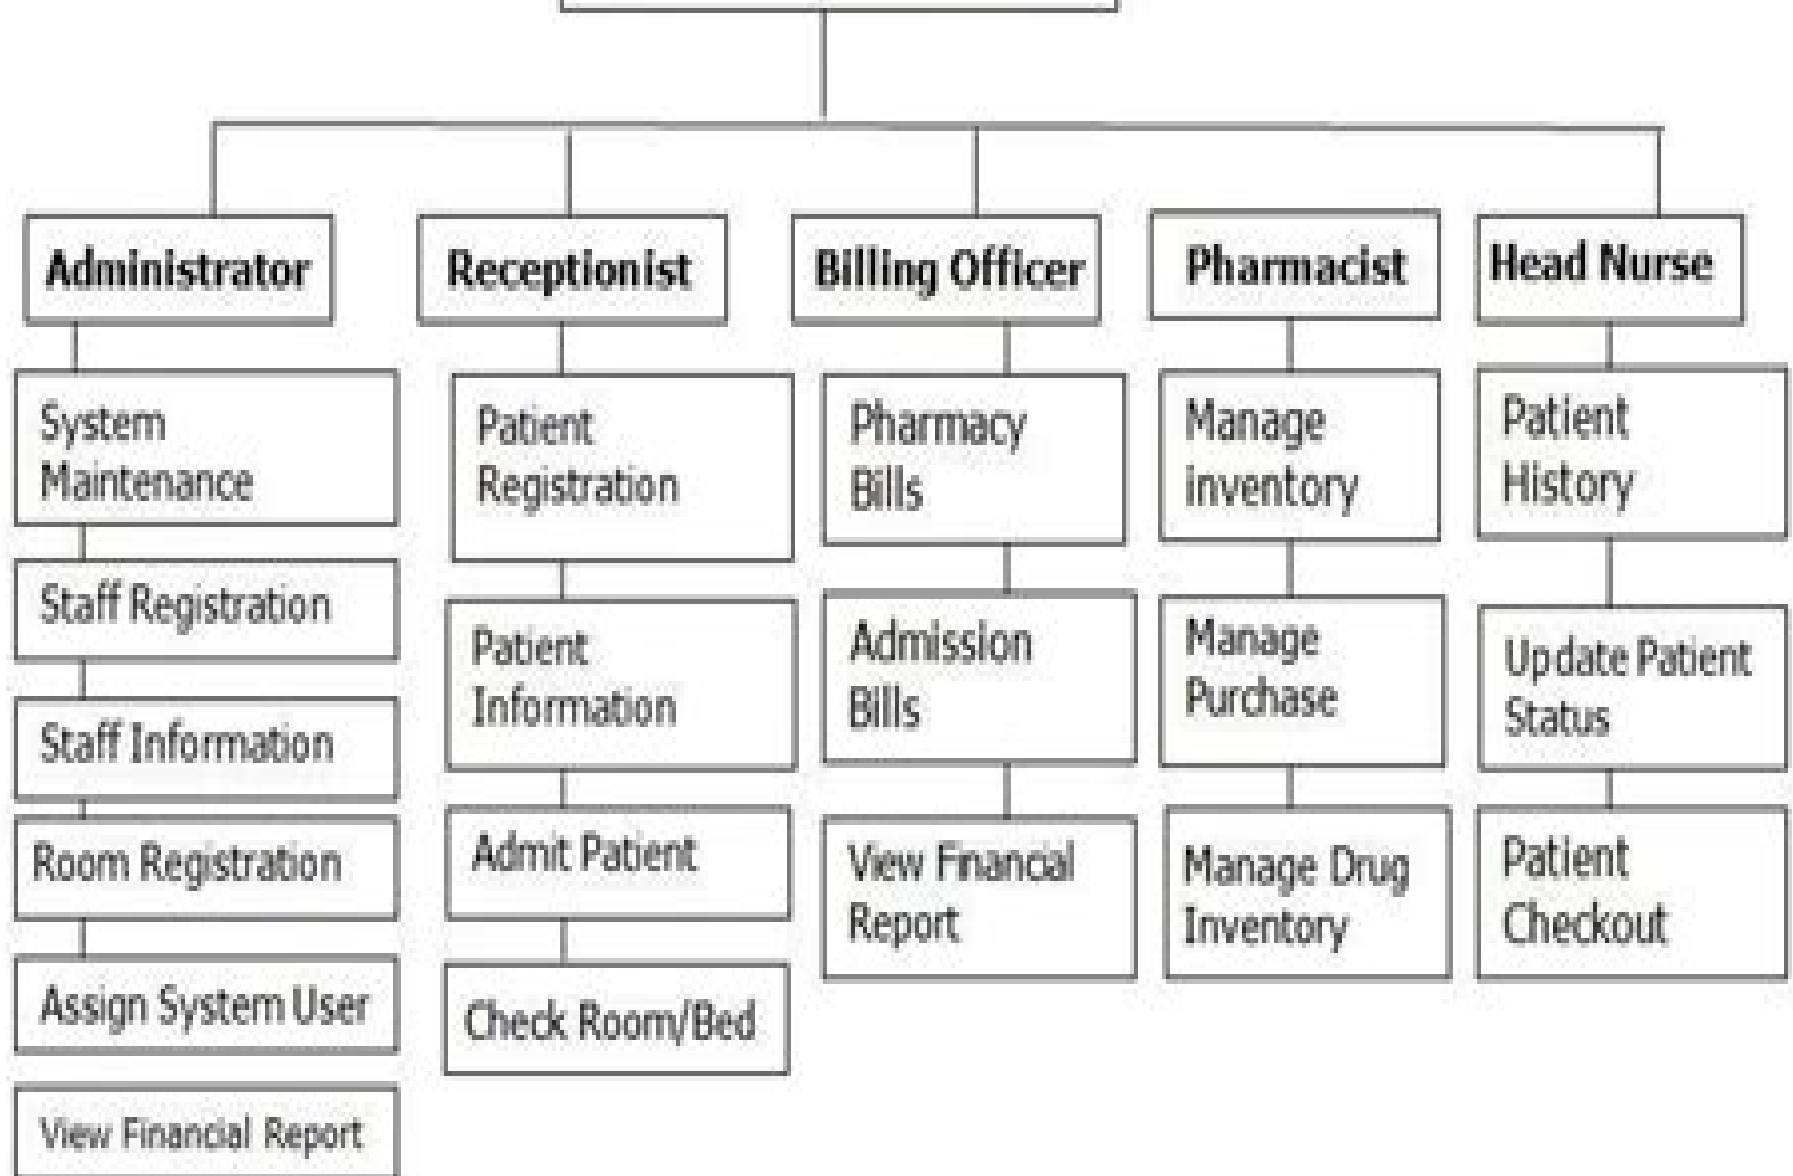 Administrator
Receptionist
Billing Officer
Pharmacist
Head Nurse
System
Maintenance
Staff Registration
Staff Information
Room Registration
Assign System User
View Financial Report
Patient
Registration
Patient
Information
Admit Patient
Check Room/Bed
Pharmacy
Bills
Admission
Bills
View Financial
Report
Manage
inventory
Manage
Purchase
Manage Drug
Inventory
Patient
History
Update Patient
Status
Patient
Checkout